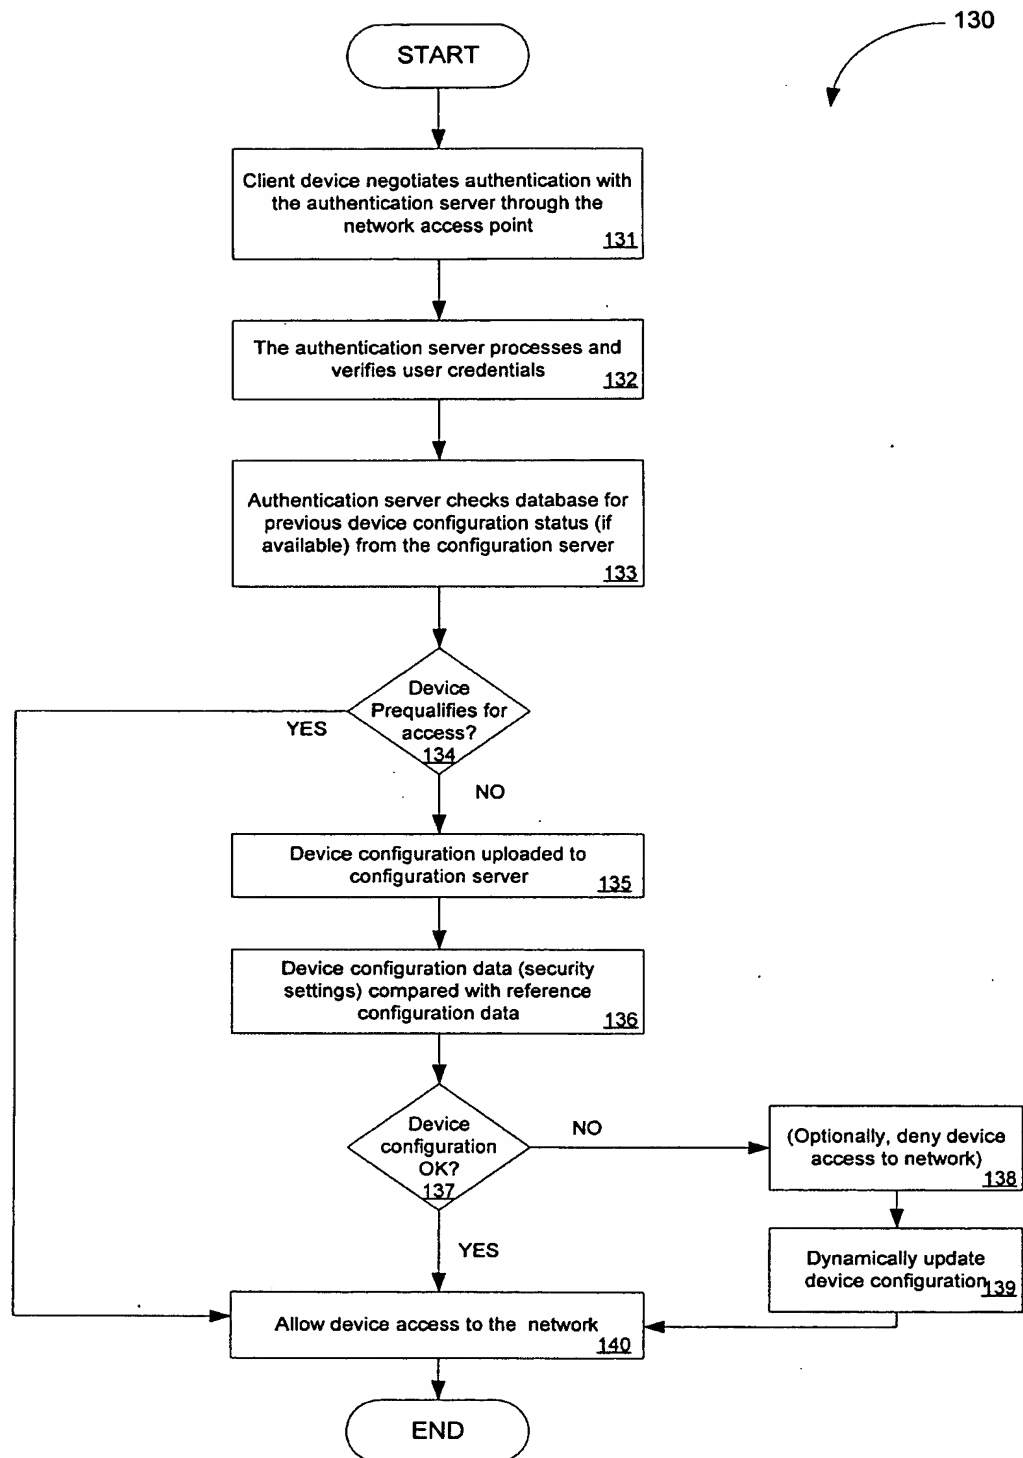 130
START
Client device negotiates authentication with
the authentication server through the
network access point
131
The authentication server processes and
verifies user credentials
132
Authentication server checks database for
previous device configuration status (if
available) from the configuration server
133
Device
Prequalifies for
access?
134
YES
NO
Device configuration uploaded to
configuration server
135
Device configuration data (security
settings) compared with reference
configuration data
136
Device
configuration
OK?
137
NO
(Optionally, deny device
access to network)
138
YES
Dynamically update
device configuration
139
Allow device access to the network
140
END